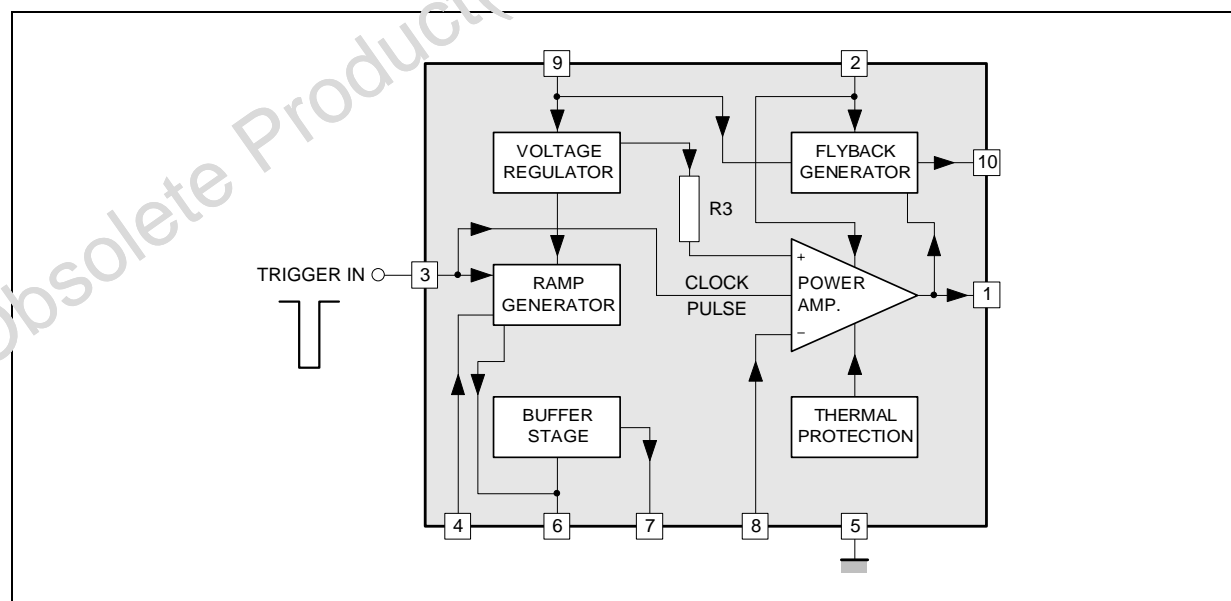 Obsolete Product(
9
2
VOLTAGE
REGULATOR
FLYBACK
GENERATOR
10
R3
TRIGGER IN
3
RAMP
GENERATOR
CLOCK
PULSE
+
POWER
AMP.
−
1
BUFFER
STAGE
THERMAL
PROTECTION
4
6
7
8
5